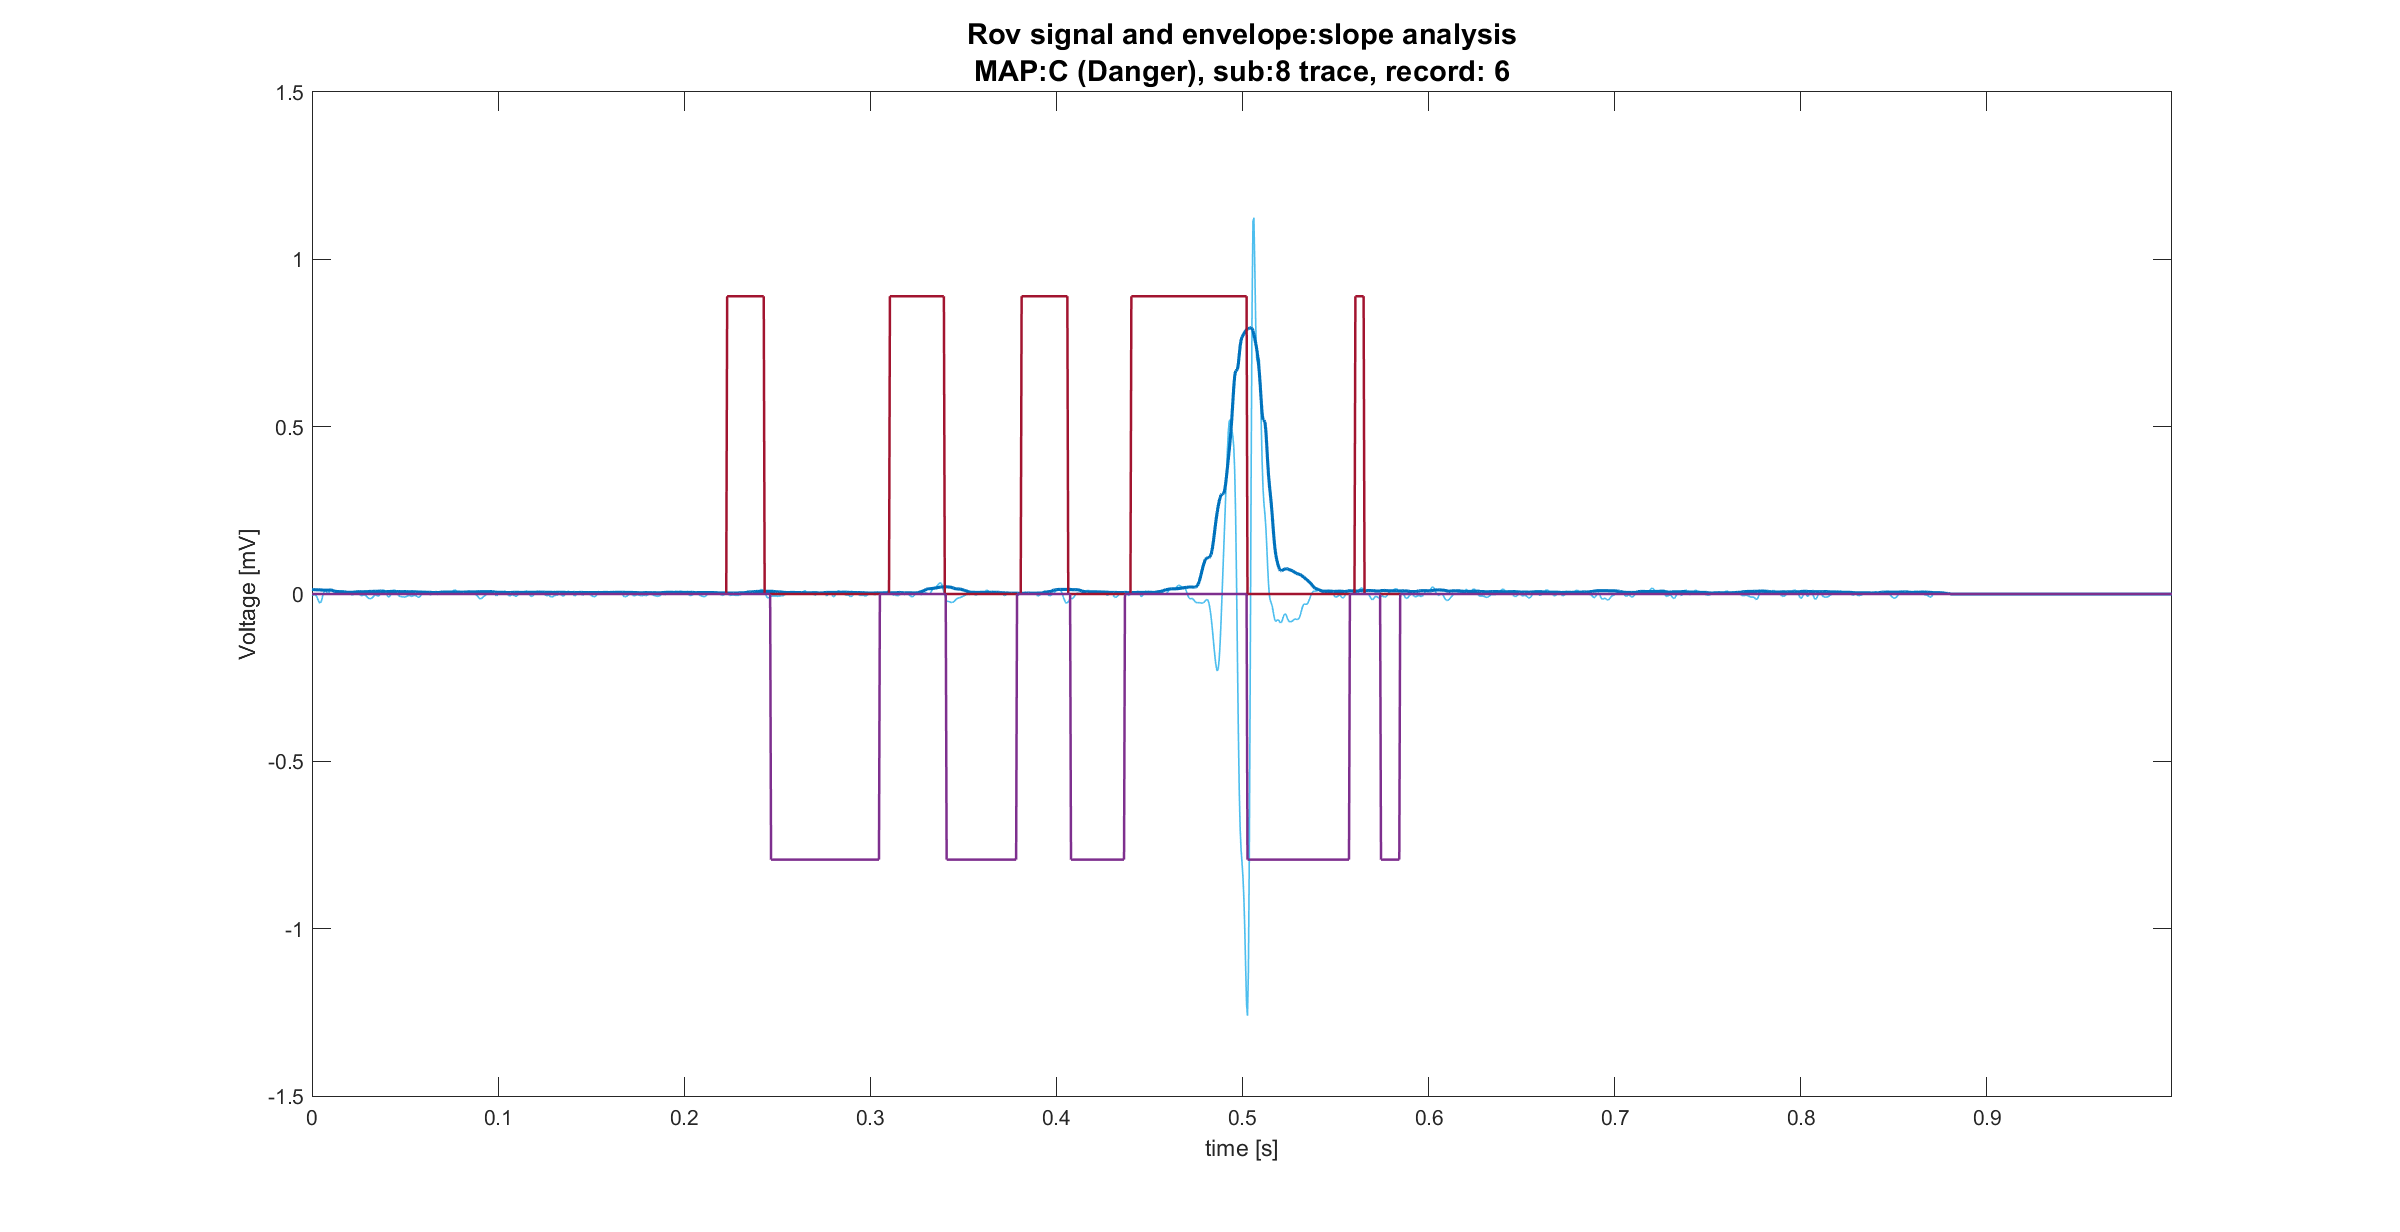 Rov signal and envelope:slope analysis
MAP:C (Danger), sub:8 trace, record: 6
1.5
1
0.5
0
-0.5
-1
-1.5
Voltage [mV]
0 0.1 0.2 0.3 0.4 0.5 0.6 0.7 0.8 0.9
time [s]